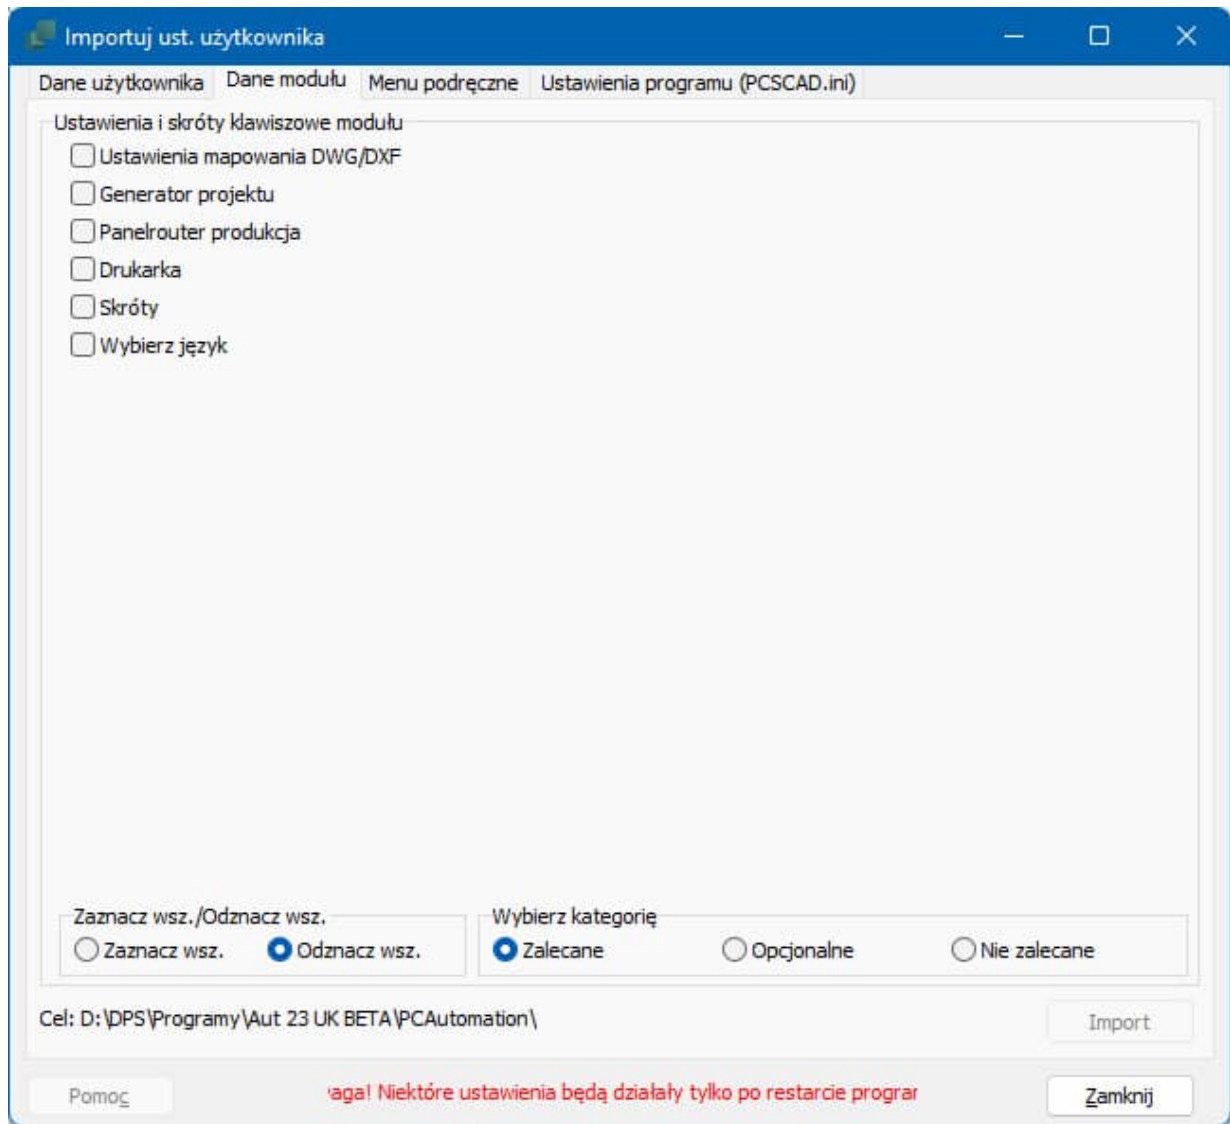 Importuj ust. użytkownika
Dane użytkownika Dane modułu Menu podręczne Ustawienia programu (PCSCAD.ini)
Ustawienia i skróty klawiszowe modułu
Ustawienia mapowania DWG/DXF
Generator projektu
Panelrouter produkcja
Drukarka
Skróty
Wybierz język
Zaznacz wsz./Odznacz wsz. Wybierz kategorię
Zaznacz wsz. Odznacz wsz. Zalecane Opcjonalne Nie zalecane
Cel: D:\DPS\Programy\Aut 23 UK BETA\PCAutomation\
Import
Pomoc aga! Niektóre ustawienia będą działały tylko po restarcie progran Zamknij